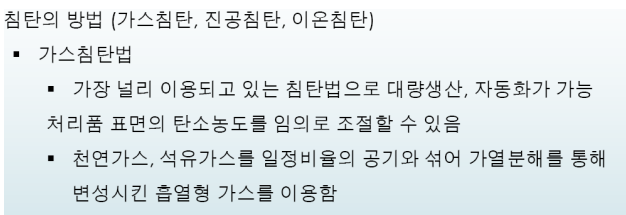 침탄의 방법 (가스침탄, 진공침탄, 이온침탄)
▪ 가스침탄법
▪ 가장 널리 이용되고 있는 침탄법으로 대량생산, 자동화가 가능
처리품 표면의 탄소농도를 임의로 조절할 수 있음
▪ 천연가스, 석유가스를 일정비율의 공기와 섞어 가열분해를 통해
변성시킨 흡열형 가스를 이용함